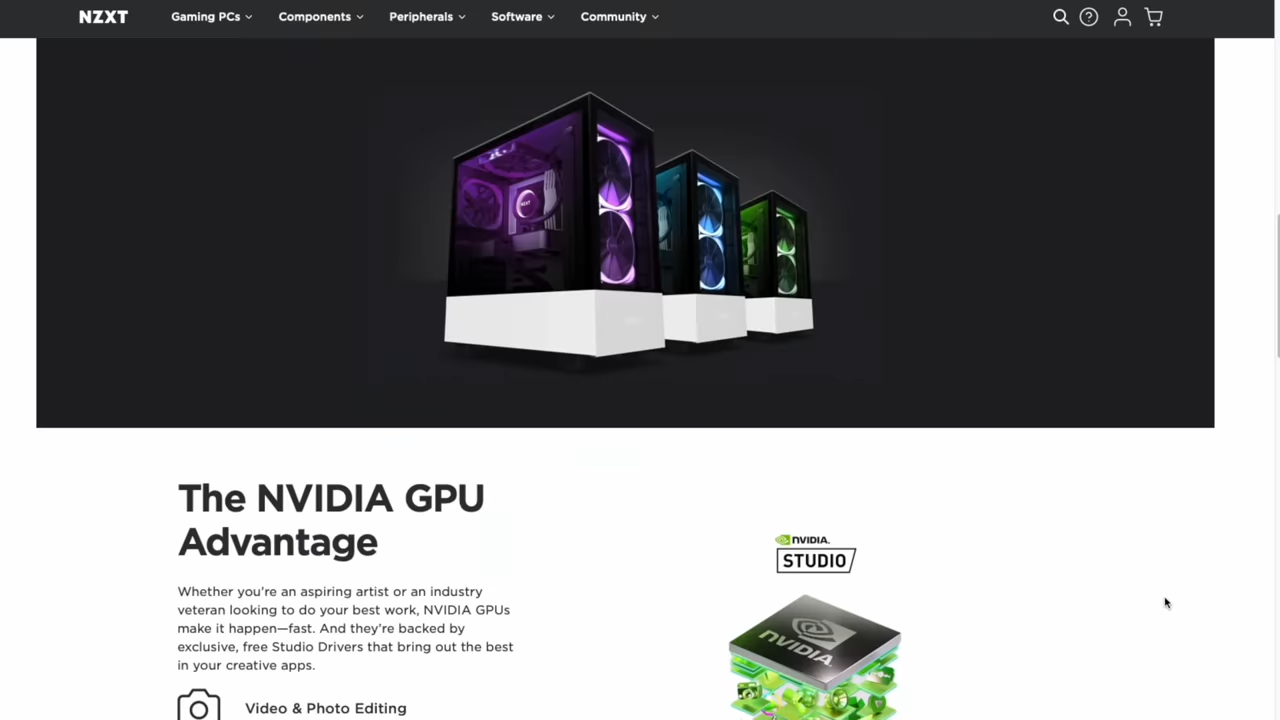 NZXT Gaming PCs Components Peripherals Software Community
NZXT
The NVIDIA GPU
Advantage
Whether you're an aspiring artist or an industry
veteran looking to do your best work, NVIDIA GPUs
make it happen—fast. And they're backed by
exclusive, free Studio Drivers that bring out the best
in your creative apps.
Video & Photo Editing
NVIDIA.
STUDIO
NVIDIA.